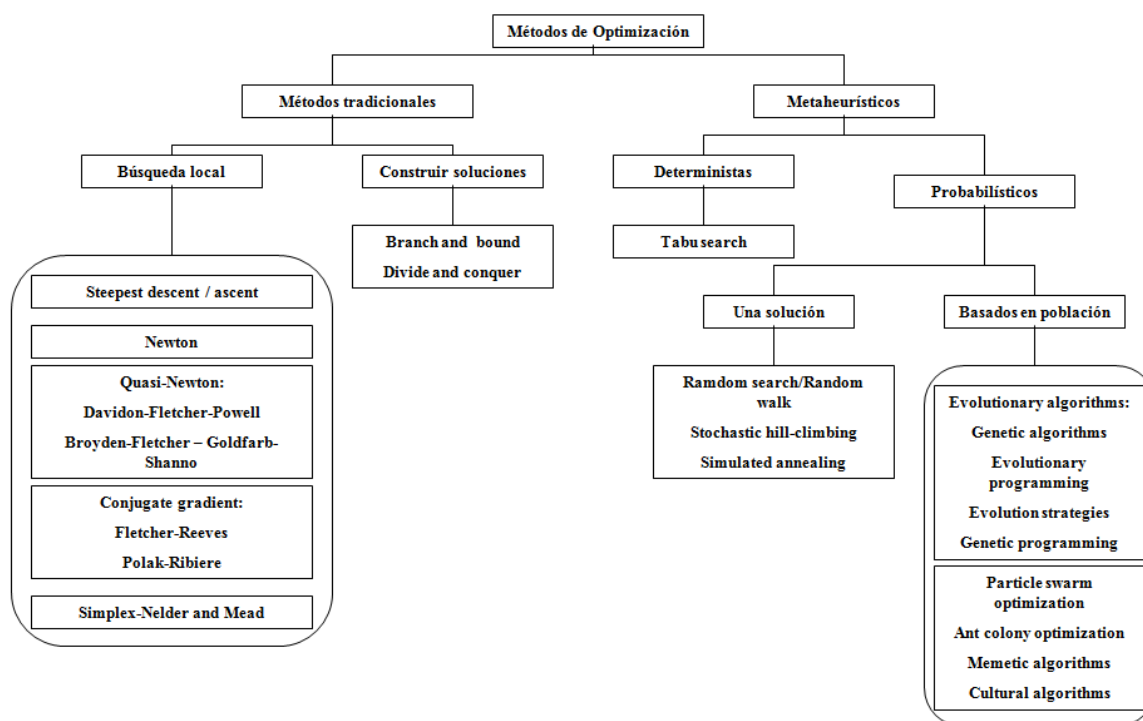 Métodos de Optimización
Métodos tradicionales
Metaheurísticos
Búsqueda local
Construir soluciones
Deterministas
Probabilísticos
Branch and bound
Divide and conquer
Tabu search
Steepest descent / ascent
Newton
Quasi-Newton:
Davidon-Fletcher-Powell
Broyden-Fletcher – Goldfarb-
Shanno
Conjugate gradient:
Fletcher-Reeves
Polak-Ribiere
Simplex-Nelder and Mead
Una solución
Basados en población
Ramdom search/Random
walk
Stochastic hill-climbing
Simulated annealing
Evolutionary algorithms:
Genetic algorithms
Evolutionary
programming
Evolution strategies
Genetic programming
Particle swarm
optimization
Ant colony optimization
Memetic algorithms
Cultural algorithms